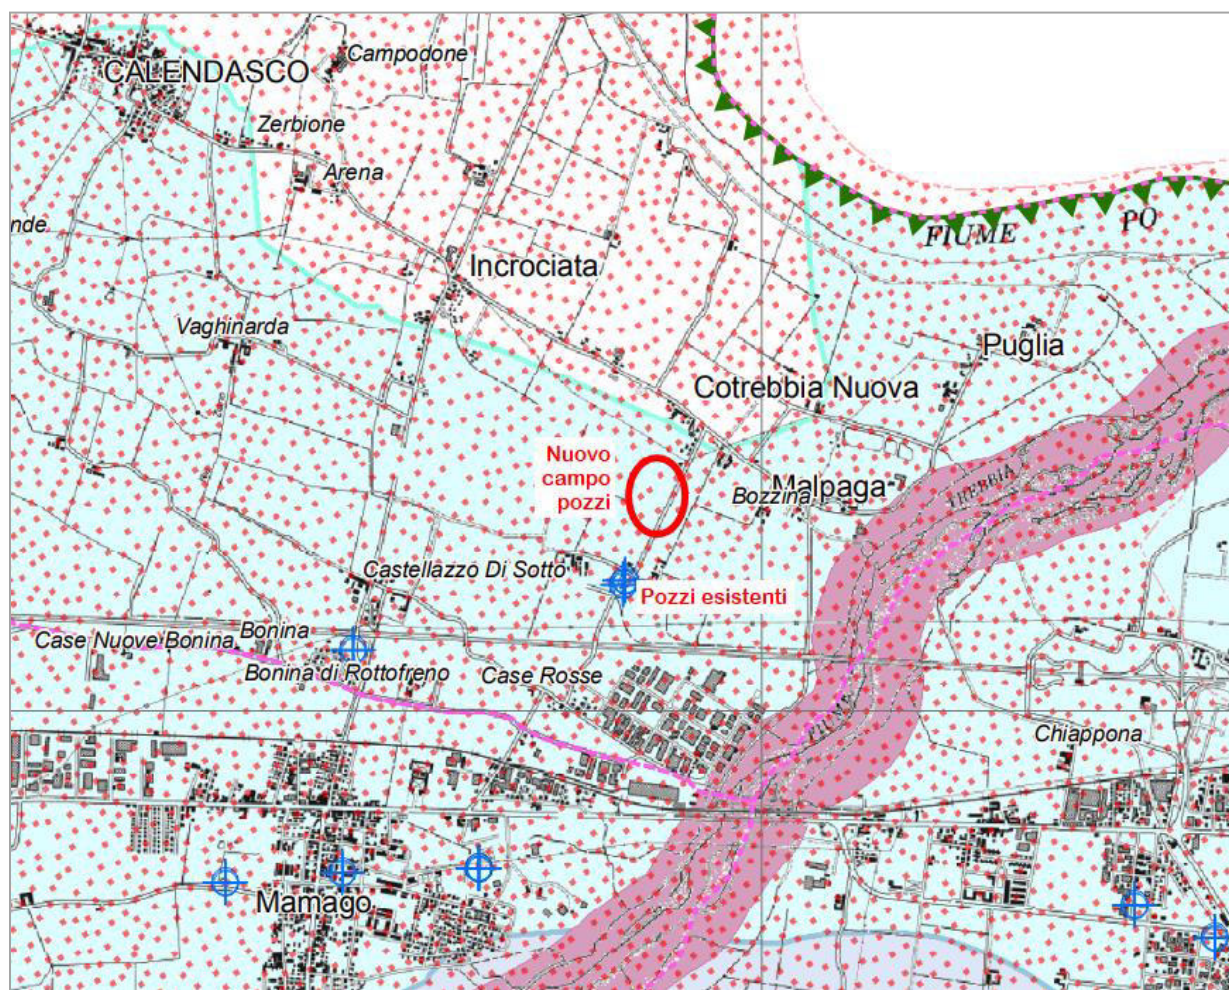 Campodone
CALENDASCO
Zerbione
Arena
nde
FIUME PO
Incrociata
Vaghinarda
Puglia
Cotrebbia Nuova
Nuovo
campo
pozzi
Malpaga
Bozzina
TREBBIA
Castellazzo Di Sotto
Pozzi esistenti
Bonina
Case Nuove Bonina
Bonina di Rottofreno
Case Rosse
FIUME
Chiappona
Mamago